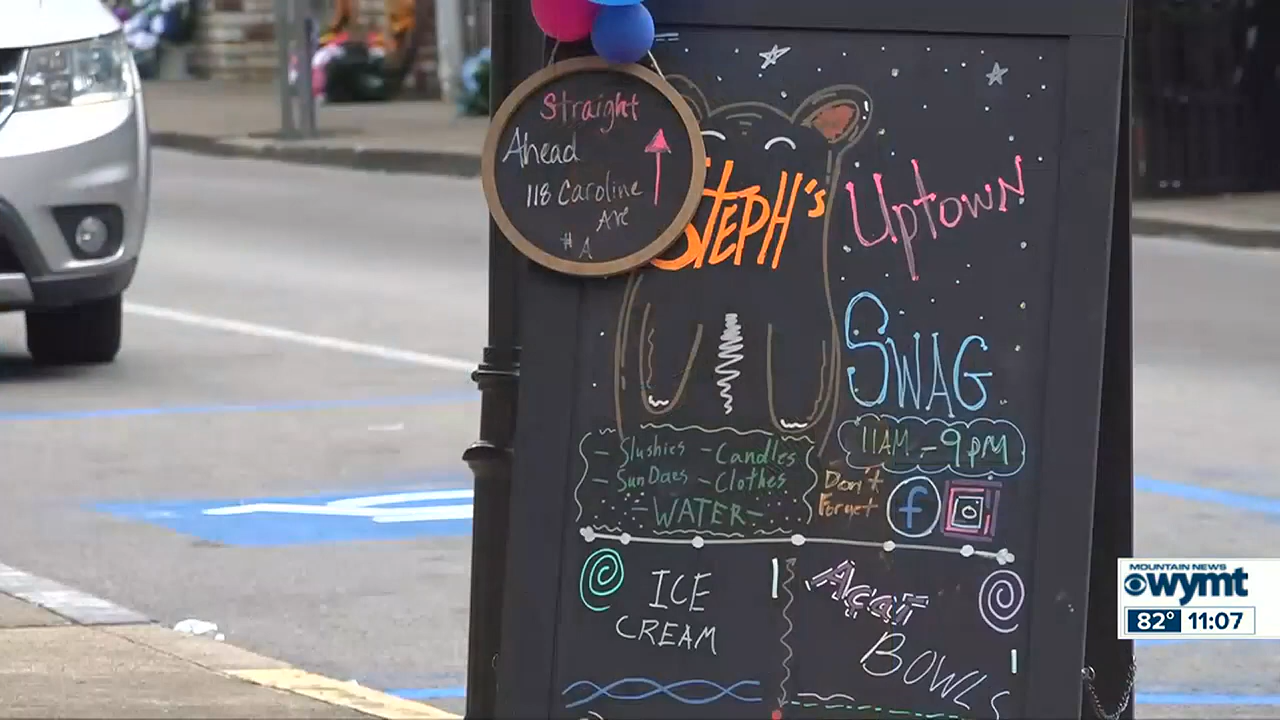 Straight
Ahead
118 Caroline
Ave
#A
STEPH's
Uptown
SWAG
11AM - 9PM
- Slushies - Candles
- SunDaes - Clothes
- WATER -
Don't
Forget
f
ICE
CREAM
Açaí
BOWLS
MOUNTAIN NEWS
wymt
82° 11:07